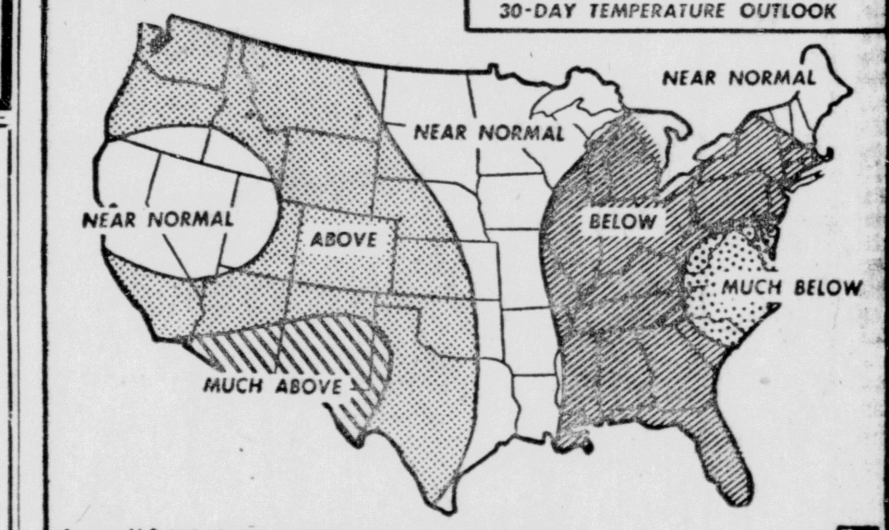 30-DAY TEMPERATURE OUTLOOK
NEAR NORMAL
NEAR NORMAL
NEAR NORMAL
ABOVE
BELOW
MUCH BELOW
MUCH ABOVE